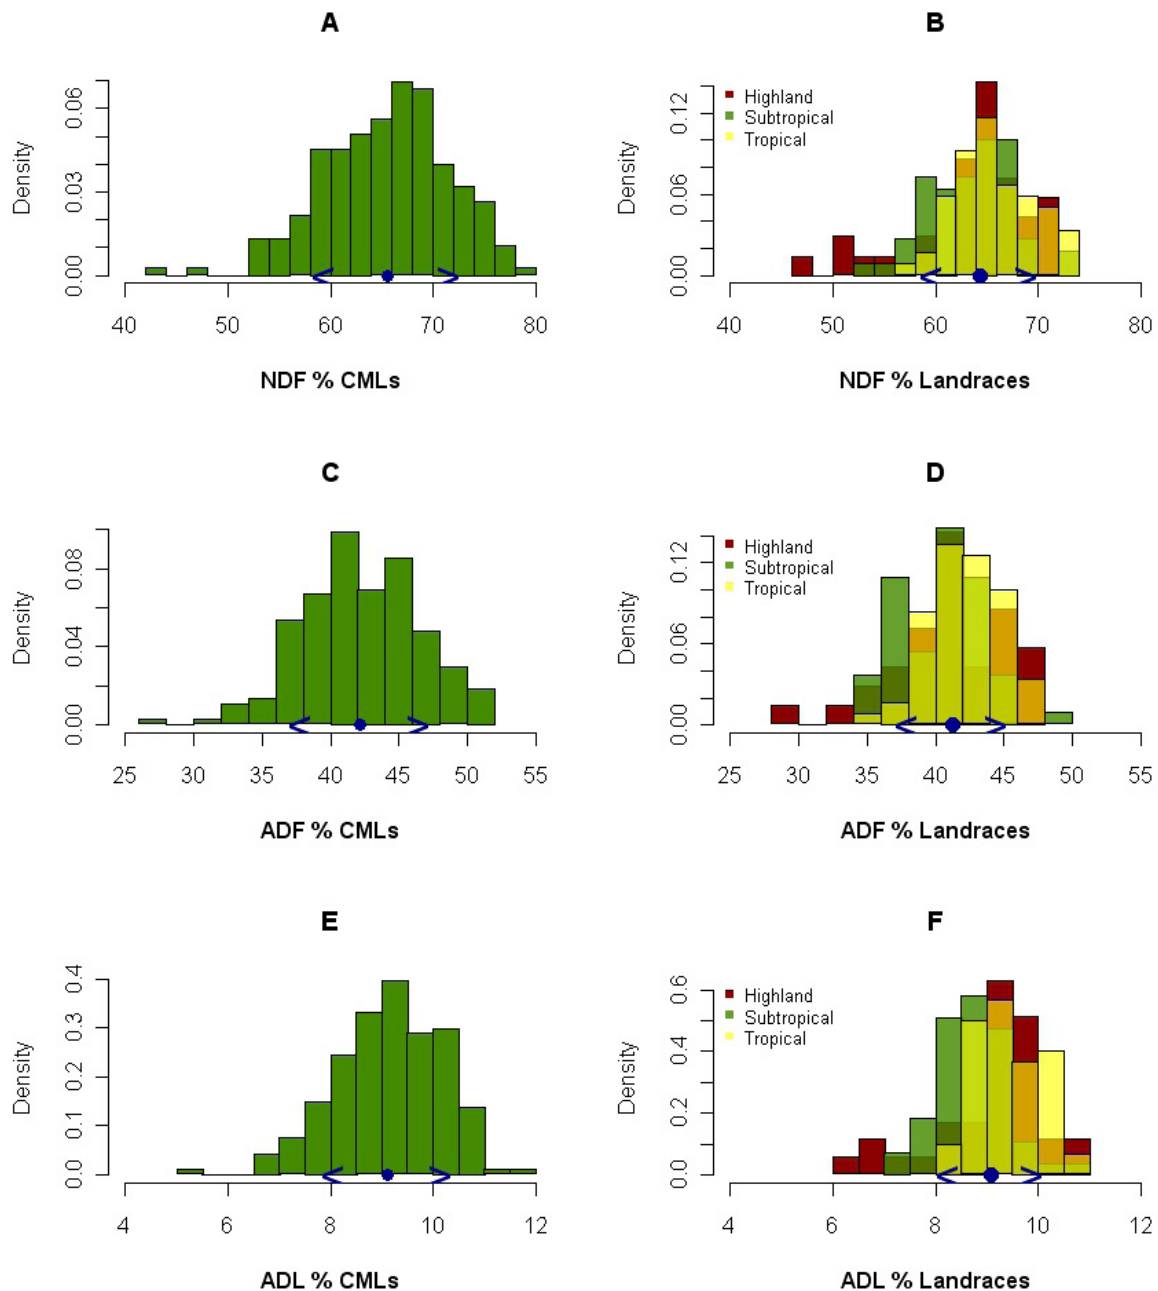 A
Density
0.00 0.03 0.06
40 50 60 70 80
NDF % CMLs
B
Highland
Subtropical
Tropical
Density
0.00 0.06 0.12
40 50 60 70 80
NDF % Landraces
C
Density
0.00 0.04 0.08
25 30 35 40 45 50 55
ADF % CMLs
D
Highland
Subtropical
Tropical
Density
0.00 0.06 0.12
25 30 35 40 45 50 55
ADF % Landraces
E
Density
0.0 0.1 0.2 0.3 0.4
4 6 8 10 12
ADL % CMLs
F
Highland
Subtropical
Tropical
Density
0.0 0.2 0.4 0.6
4 6 8 10 12
ADL % Landraces